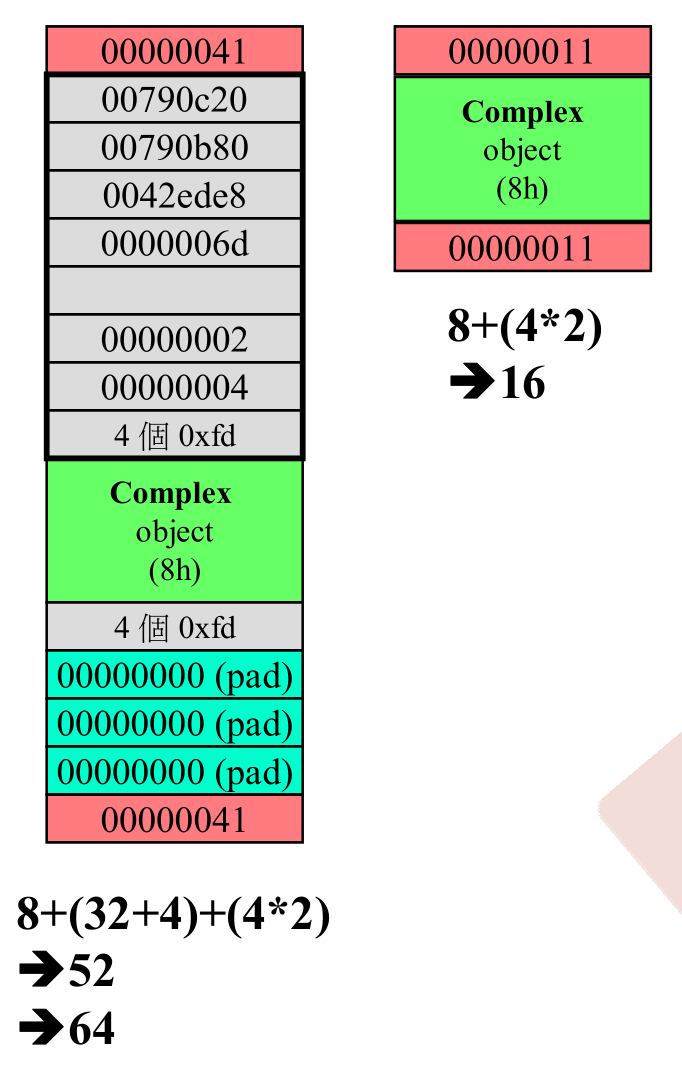 00000041
00790c20
00790b80
0042ede8
0000006d
00000002
00000004
4 個 0xfd
Complex
object
(8h)
4 個 0xfd
00000000 (pad)
00000000 (pad)
00000000 (pad)
00000041
8+(32+4)+(4*2)
➔52
➔64
00000011
Complex
object
(8h)
00000011
8+(4*2)
➔16